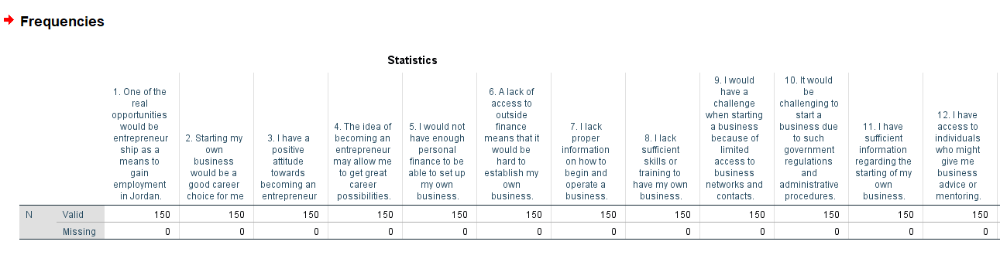 Frequencies
Statistics
1. One of the
real
opportunities
would be
entrepreneur
ship as a
means to
gain
employment
in Jordan.
2. Starting my
own
business
would be a
good career
choice for me
3. I have a
positive
attitude
towards
becoming an
entrepreneur
4. The idea of
becoming an
entrepreneur
may allow me
to get great
career
possibilities.
5. I would not
have enough
personal
finance to be
able to set up
my own
business.
6. A lack of
access to
outside
finance
means that it
would be
hard to
establish my
own
business.
7. I lack
proper
information
on how to
begin and
operate a
business.
8. I lack
sufficient
skills or
training to
have my own
business.
9. I would
have a
challenge
when starting
a business
because of
limited
access to
business
networks and
contacts.
10. It would
be
challenging to
start a
business due
to such
government
regulations
and
administrative
procedures.
11. I have
sufficient
information
regarding the
starting of my
own
business.
12. I have
access to
individuals
who might
give me
business
advice or
mentoring.
N Valid 150 150 150 150 150 150 150 150 150 150 150 150
Missing 0 0 0 0 0 0 0 0 0 0 0 0